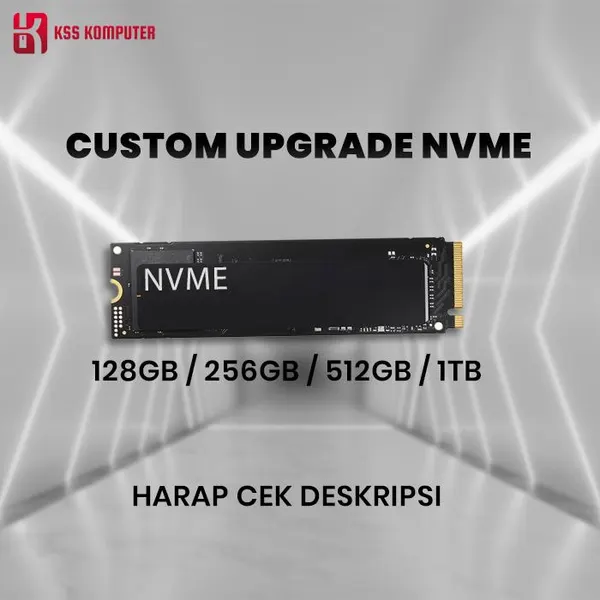 KSS KOMPUTER
CUSTOM UPGRADE NVME
NVME
128GB / 256GB / 512GB / 1TB
HARAP CEK DESKRIPSI